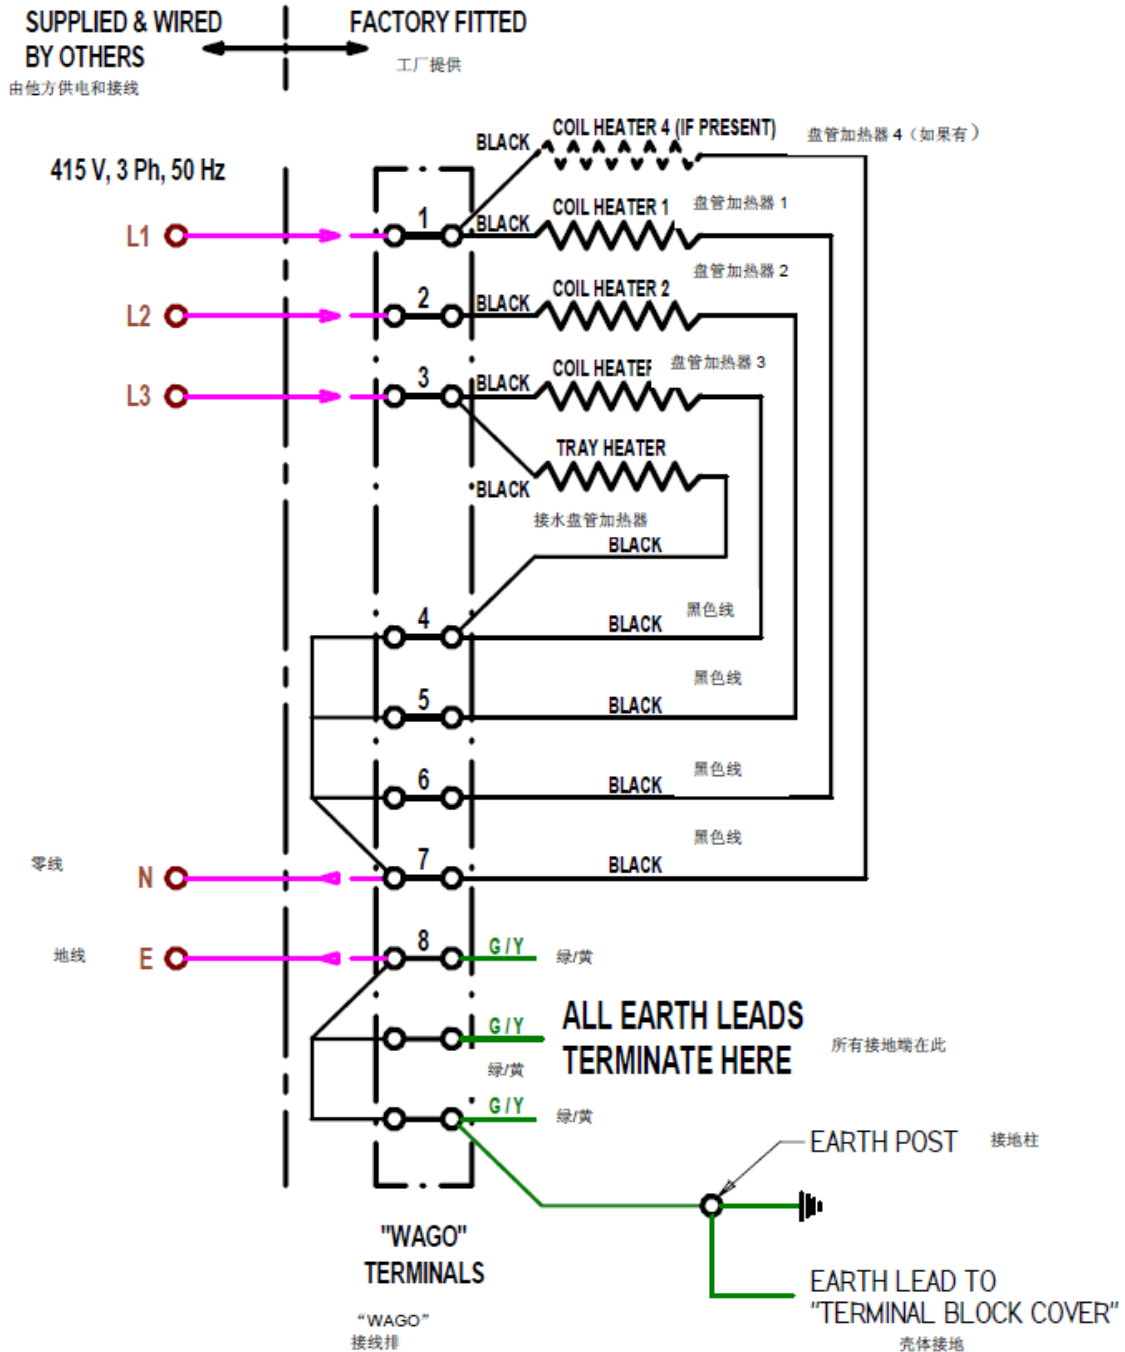 SUPPLIED & WIRED
BY OTHERS
由他方供电和接线
FACTORY FITTED
工厂提供
415 V, 3 Ph, 50 Hz
BLACK
COIL HEATER 4 (IF PRESENT)
盘管加热器 4（如果有）
L1
1
BLACK
COIL HEATER 1
盘管加热器 1
L2
2
BLACK
COIL HEATER 2
盘管加热器 2
L3
3
BLACK
COIL HEATER
盘管加热器 3
TRAY HEATER
BLACK
接水盘管加热器
BLACK
4
BLACK
黑色线
5
BLACK
黑色线
6
BLACK
黑色线
零线
N
7
BLACK
黑色线
地线
E
8
G / Y
绿/黄
G / Y
绿/黄
ALL EARTH LEADS
TERMINATE HERE
所有接地端在此
G / Y
绿/黄
EARTH POST
接地柱
"WAGO"
TERMINALS
“WAGO”
接线排
EARTH LEAD TO
"TERMINAL BLOCK COVER"
壳体接地